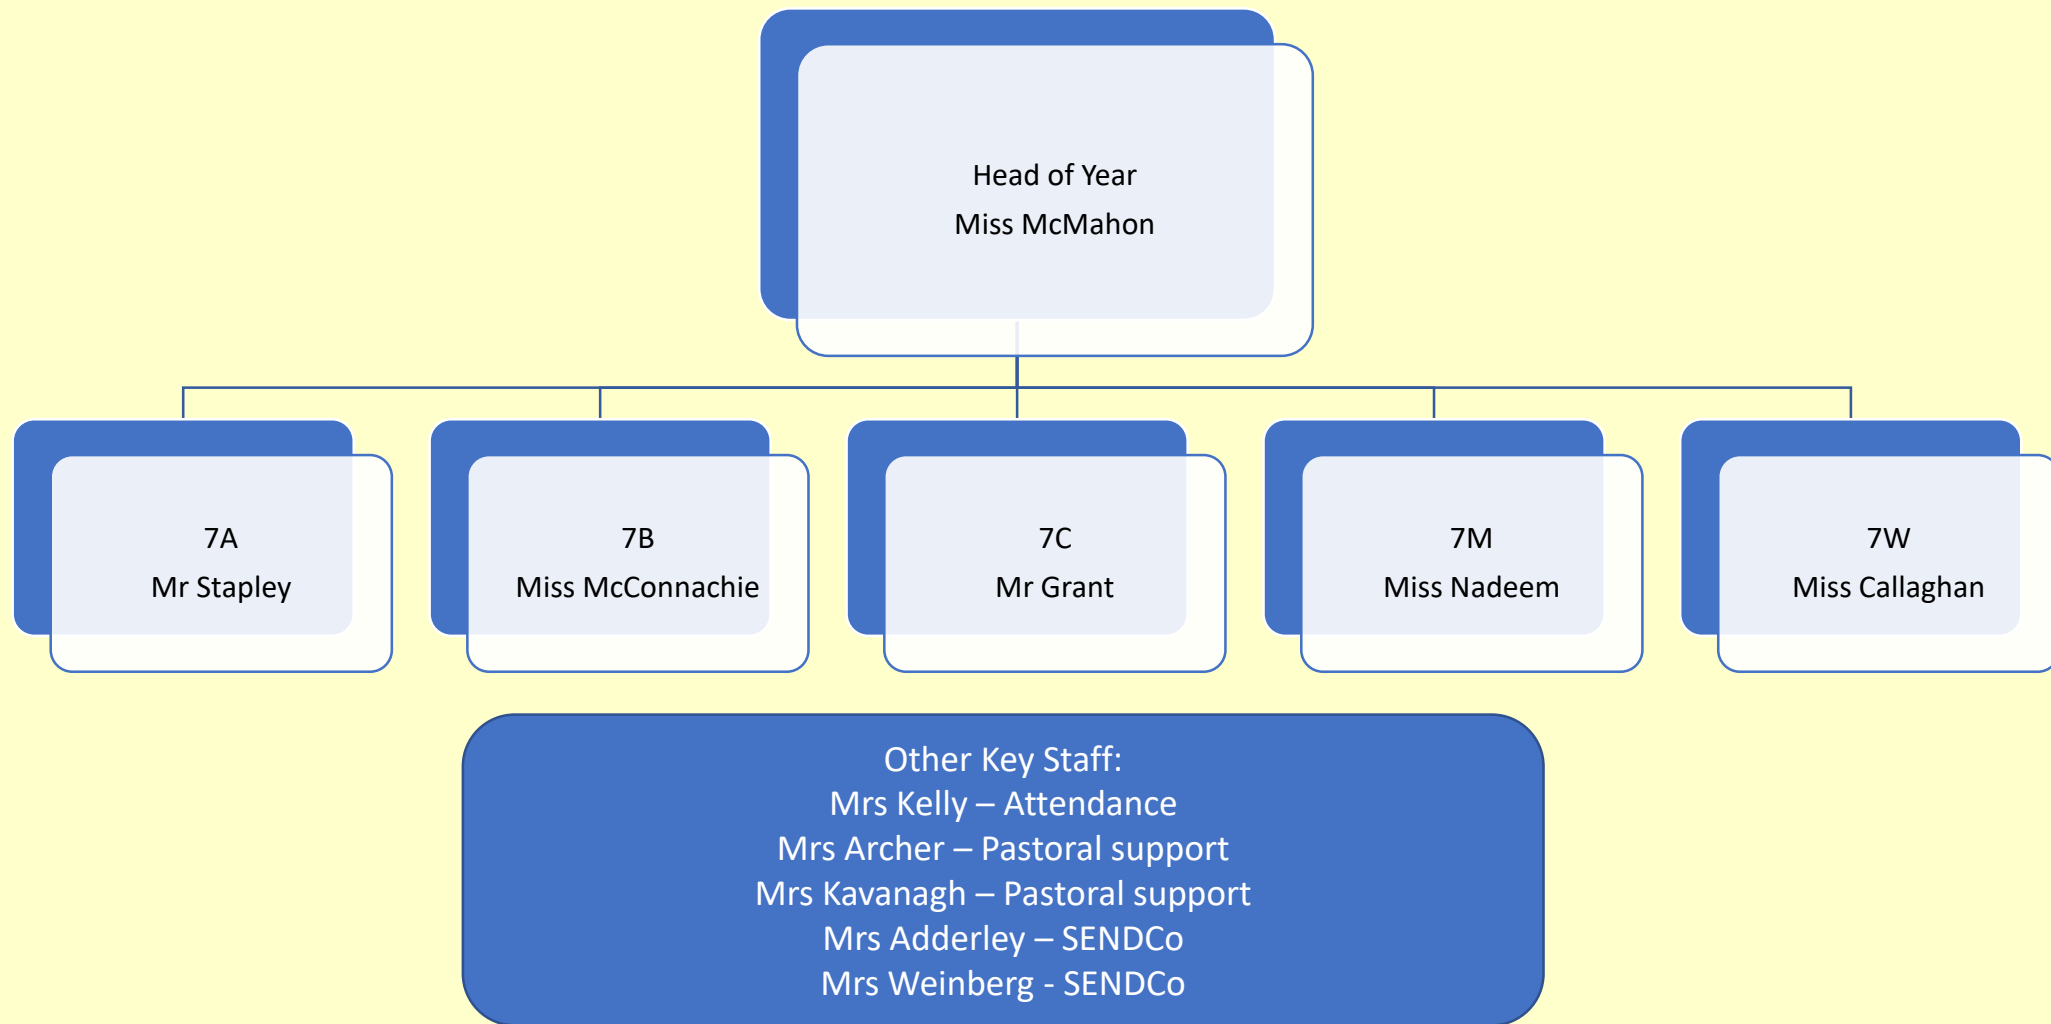 Head of Year
Miss McMahon
7A
Mr Stapley
7B
Miss McConnachie
7C
Mr Grant
7M
Miss Nadeem
7W
Miss Callaghan
Other Key Staff:
Mrs Kelly – Attendance
Mrs Archer – Pastoral support
Mrs Kavanagh – Pastoral support
Mrs Adderley – SENDCo
Mrs Weinberg - SENDCo